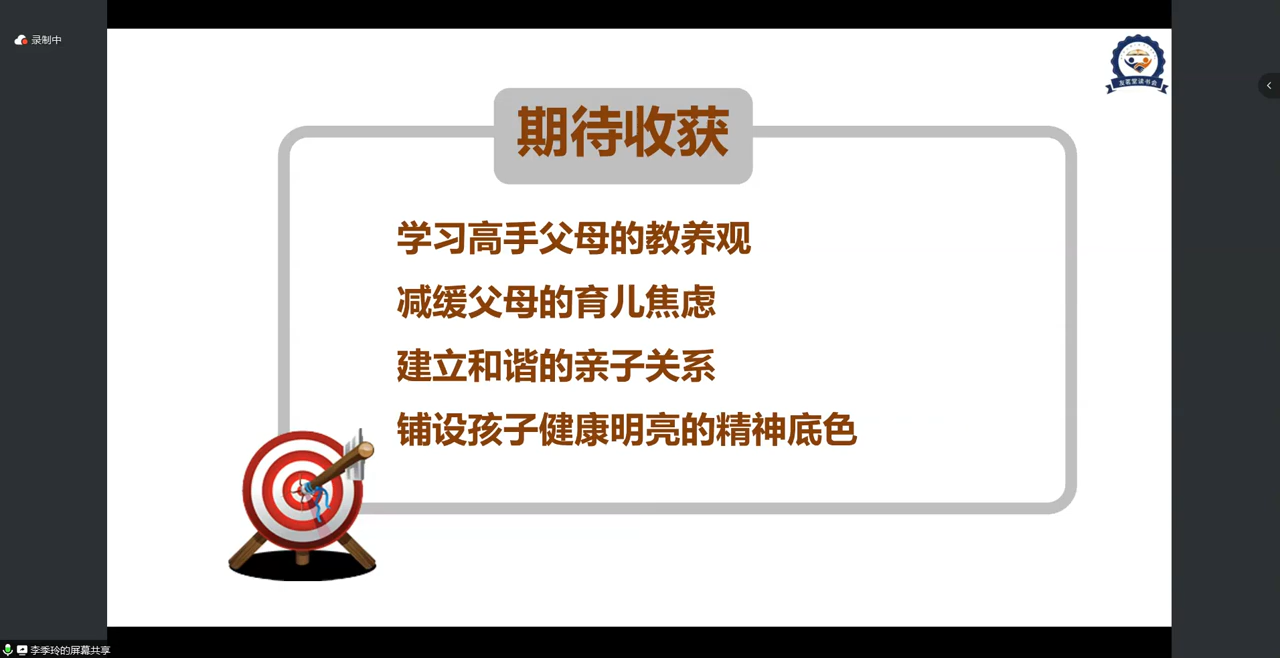 录制中
期待收获
学习高手父母的教养观
减缓父母的育儿焦虑
建立和谐的亲子关系
铺设孩子健康明亮的精神底色
李季玲的屏幕共享